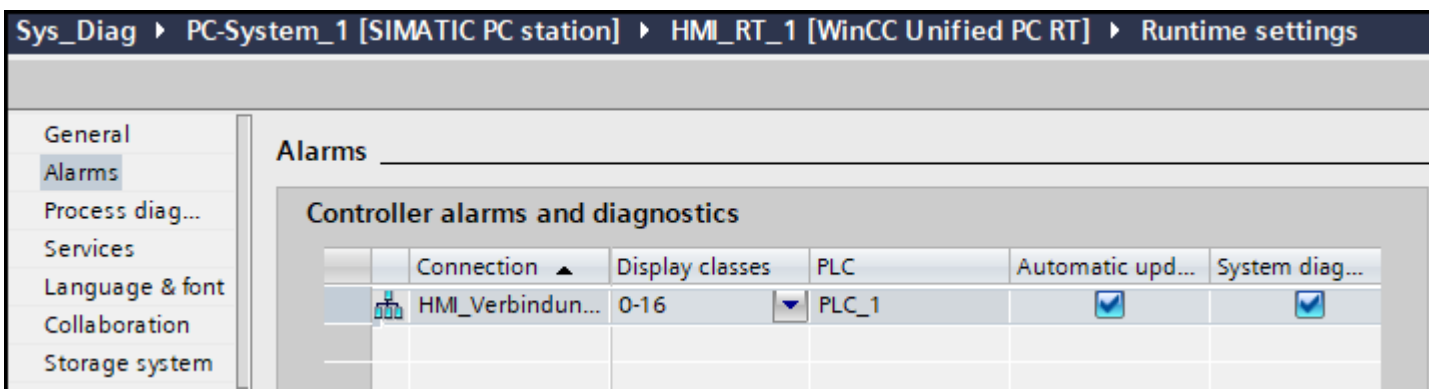 Sys_Diag ▸ PC-System_1 [SIMATIC PC station] ▸ HMI_RT_1 [WinCC Unified PC RT] ▸ Runtime settings
General
Alarms
Process diag...
Services
Language & font
Collaboration
Storage system
Alarms
Controller alarms and diagnostics
Connection Display classes PLC Automatic upd... System diag...
HMI_Verbindun... 0-16 PLC_1